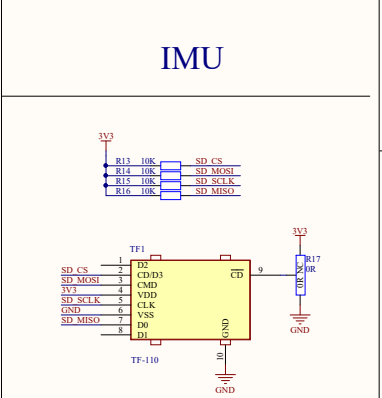 IMU
3V3
R13 10K SD_CS
R14 10K SD_MOSI
R15 10K SD_SCLK
R16 10K SD_MISO
TF1
3V3
R17
0R
0R_NC
GND
1 D2
SD_CS 2 CD/D3
SD_MOSI 3 CMD
3V3 4 VDD
SD_SCLK 5 CLK
GND 6 VSS
SD_MISO 7 D0
8 D1
CD 9
GND
10
TF-110
GND